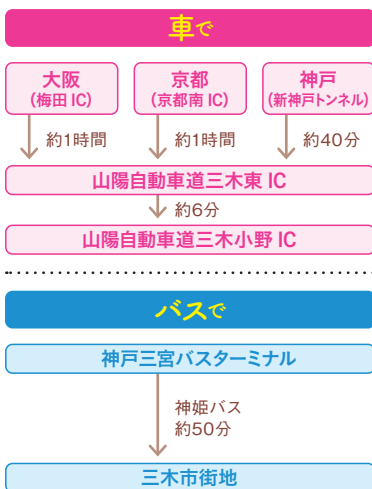 車で
大阪
(梅田 IC)
京都
(京都南 IC)
神戸
(新神戸トンネル)
約1時間
約1時間
約40分
山陽自動車道三木東 IC
約6分
山陽自動車道三木小野 IC
バスで
神戸三宮バスターミナル
神姫バス
約50分
三木市街地